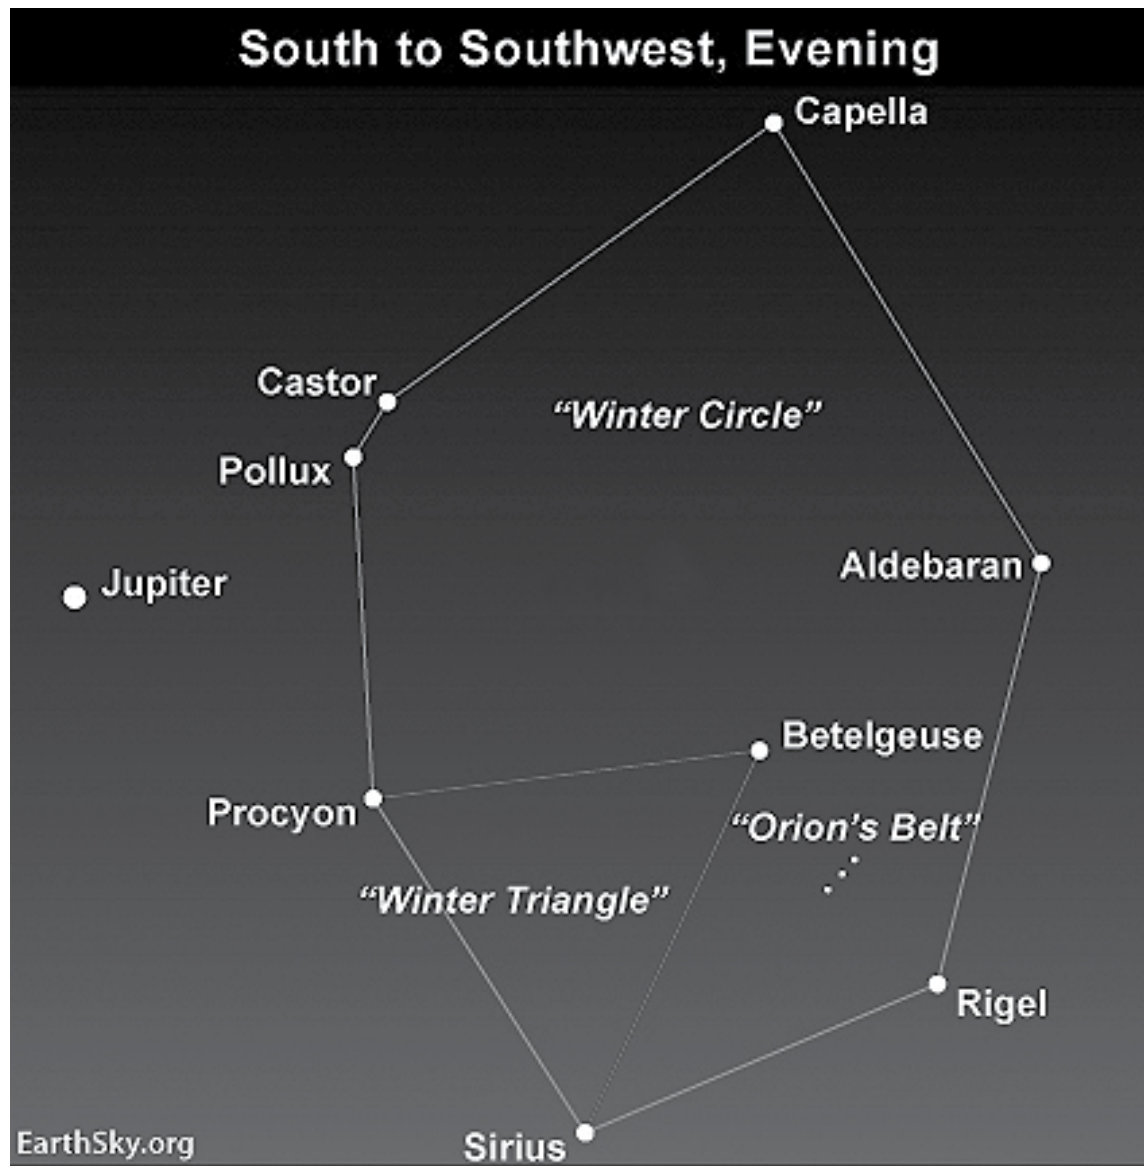 South to Southwest, Evening
Capella
Castor
“Winter Circle”
Pollux
Aldebaran
Jupiter
Betelgeuse
Procyon
“Orion’s Belt”
“Winter Triangle”
Rigel
EarthSky.org
Sirius